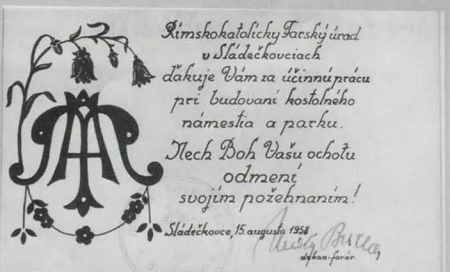 Rímskokatolícky Farský úrad
v Sládečkovciach
ďakuje Vám za účinnú prácu
pri budovaní kostolného
námestia a parku.
Nech Boh Vašu ochotu
odmení
svojím požehnaním!
Sládečkovce, 15. augusta 1958
dekan-farár.